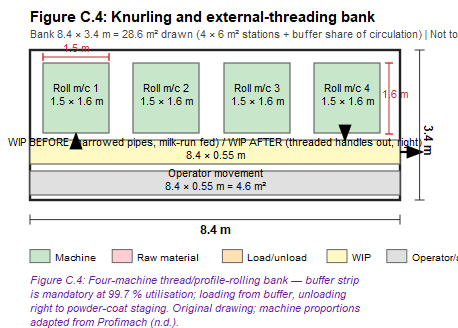 Figure C.4: Knurling and external-threading bank
Bank 8.4 × 3.4 m = 28.6 m² drawn (4 × 6 m² stations + buffer share of circulation) | Not to
1.5 m
Roll m/c 1
1.5 × 1.6 m
Roll m/c 2
1.5 × 1.6 m
Roll m/c 3
1.5 × 1.6 m
Roll m/c 4
1.5 × 1.6 m
1.6 m
3.4 m
WIP BEFORE (narrowed pipes, milk-run fed) / WIP AFTER (threaded handles out, right)
8.4 × 0.55 m
Operator movement
8.4 × 0.55 m = 4.6 m²
8.4 m
Machine
Raw material
Load/unload
WIP
Operator/
Figure C.4: Four-machine thread/profile-rolling bank — buffer strip
is mandatory at 99.7 % utilisation; loading from buffer, unloading
right to powder-coat staging. Original drawing; machine proportions
adapted from Profimach (n.d.).